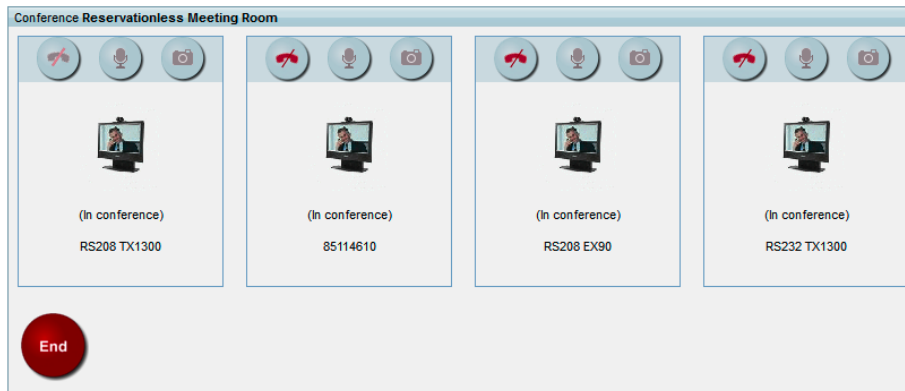 Conference Reservationless Meeting Room
(In conference)
RS208 TX1300
(In conference)
85114610
(In conference)
RS208 EX90
(In conference)
RS232 TX1300
End